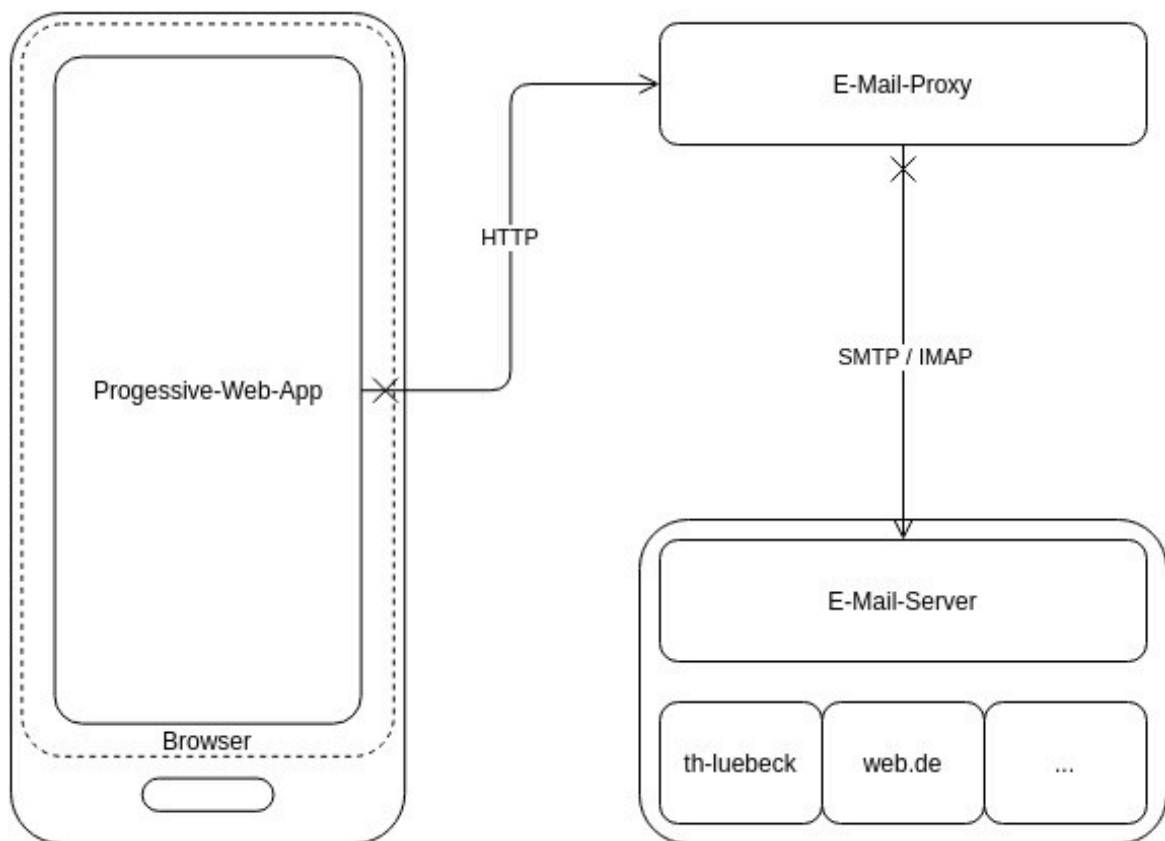 E-Mail-Proxy
HTTP
SMTP / IMAP
Progessive-Web-App
E-Mail-Server
Browser
th-luebeck
web.de
...